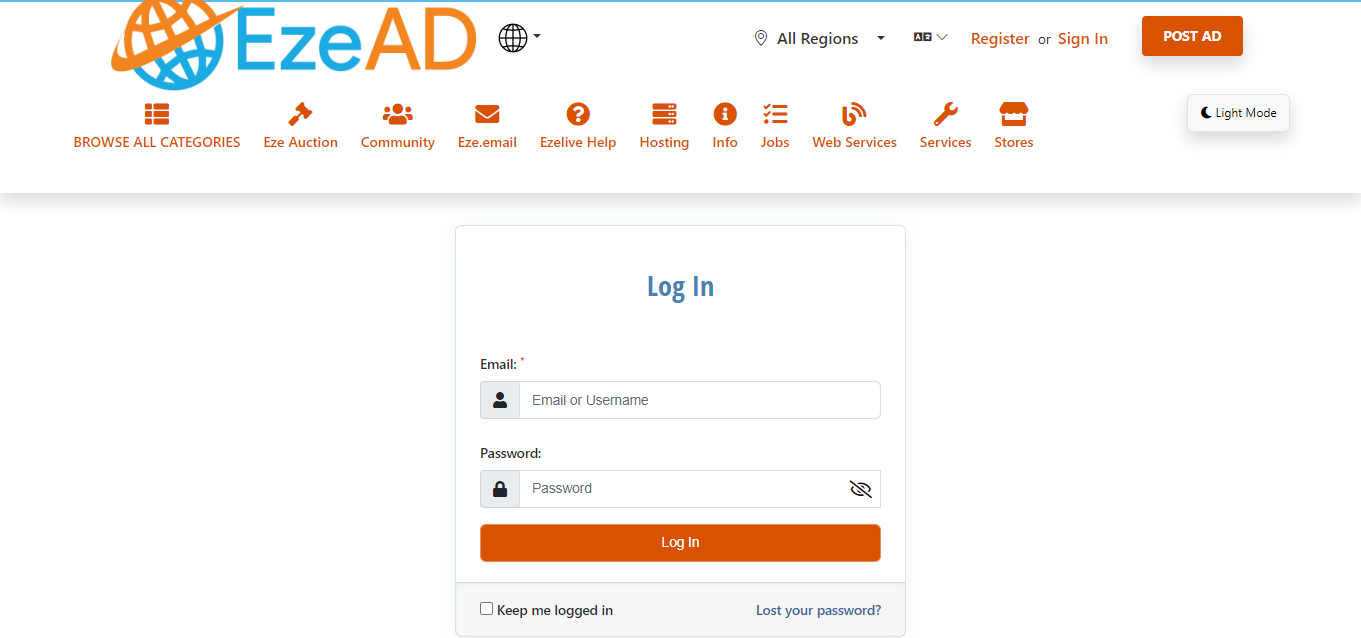 EzeAD
All Regions
Register or Sign In
POST AD
BROWSE ALL CATEGORIES
Eze Auction
Community
Eze.email
Ezelive Help
Hosting
Info
Jobs
Web Services
Services
Stores
Light Mode
Log In
Email: *
Email or Username
Password:
Password
Log In
Keep me logged in
Lost your password?